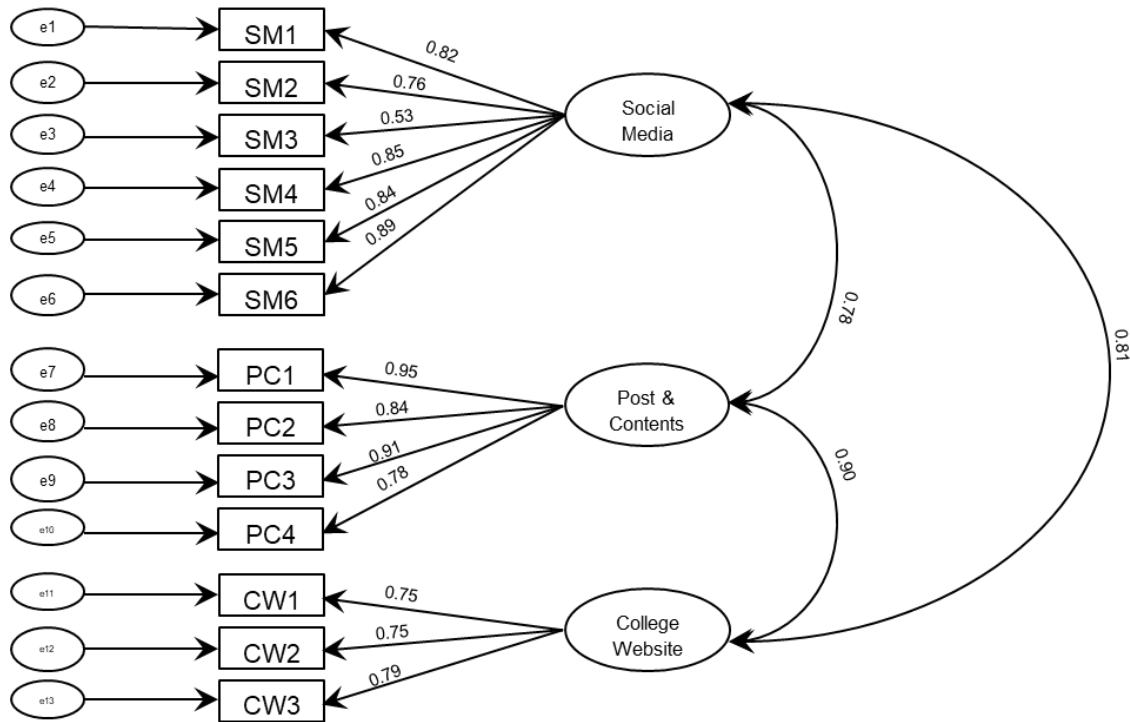 e1
SM1
0.82
e2
SM2
0.76
e3
SM3
0.53
e4
SM4
0.85
e5
SM5
0.84
e6
SM6
0.89
Social
Media
0.78
0.81
e7
PC1
0.95
e8
PC2
0.84
e9
PC3
0.91
e10
PC4
0.78
Post &
Contents
0.90
e11
CW1
0.75
e12
CW2
0.75
e13
CW3
0.79
College
Website